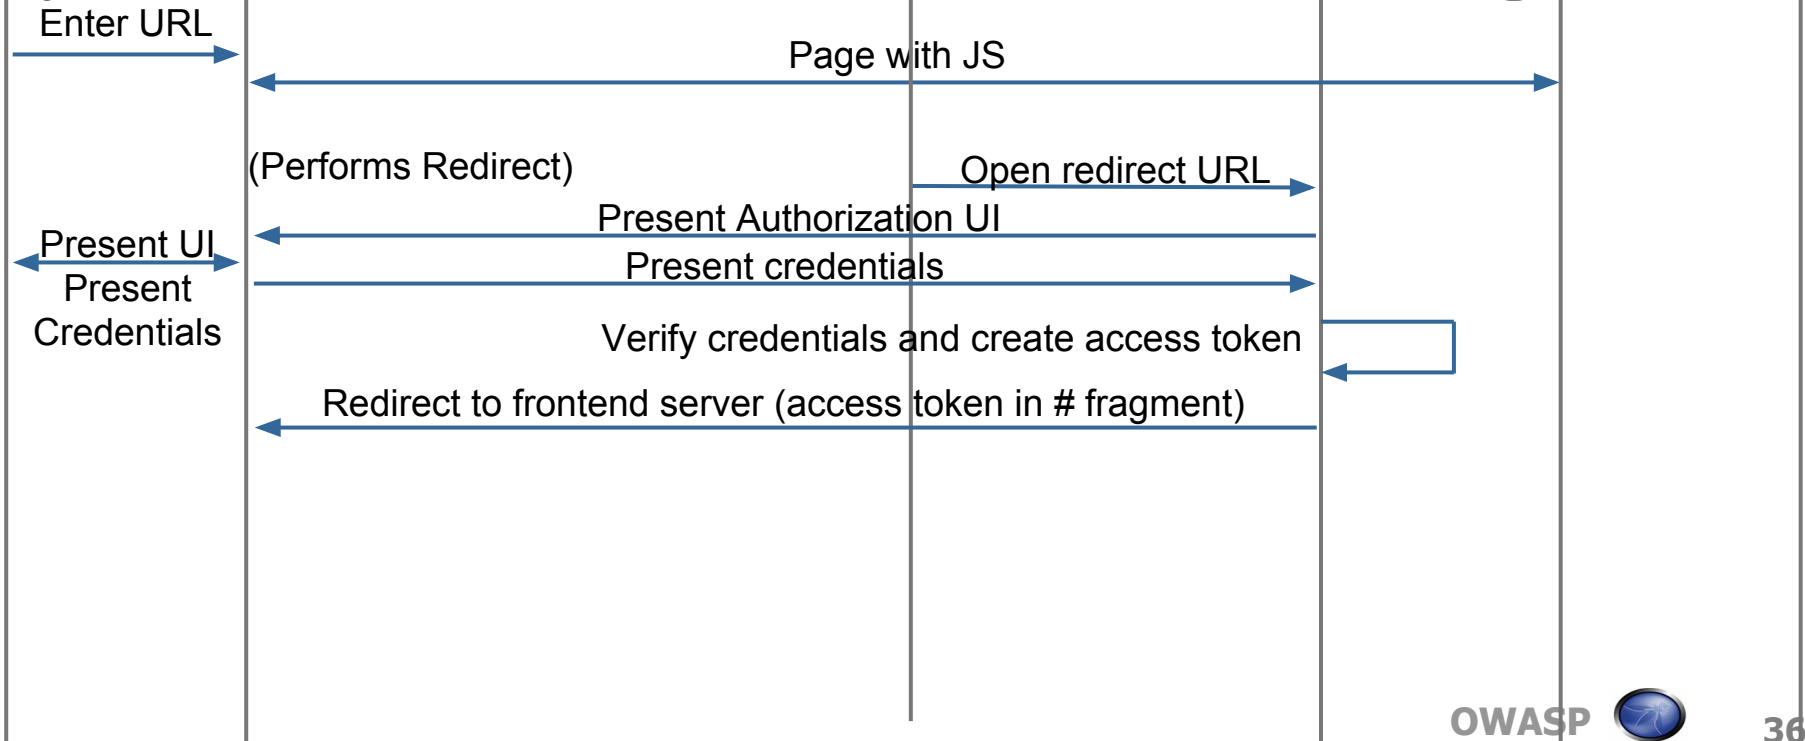 Enter URL
Page with JS
(Performs Redirect)
Open redirect URL
Present Authorization UI
Present UI
Present credentials
Present
Credentials
Verify credentials and create access token
Redirect to frontend server (access token in # fragment)
OWASP
36